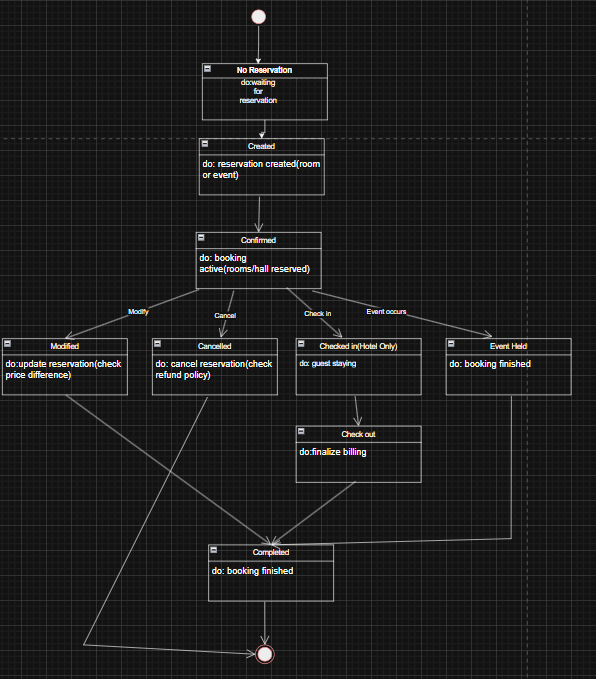 No Reservation
do:waiting
for
reservation
Created
do: reservation created(room
or event)
Confirmed
do: booking
active(rooms/hall reserved)
Modify
Cancel
Check in
Event occurs
Modified
do:update reservation(check
price difference)
Cancelled
do: cancel reservation(check
refund policy)
Checked in(Hotel Only)
do: guest staying
Event Held
do: booking finished
Check out
do:finalize billing
Completed
do: booking finished